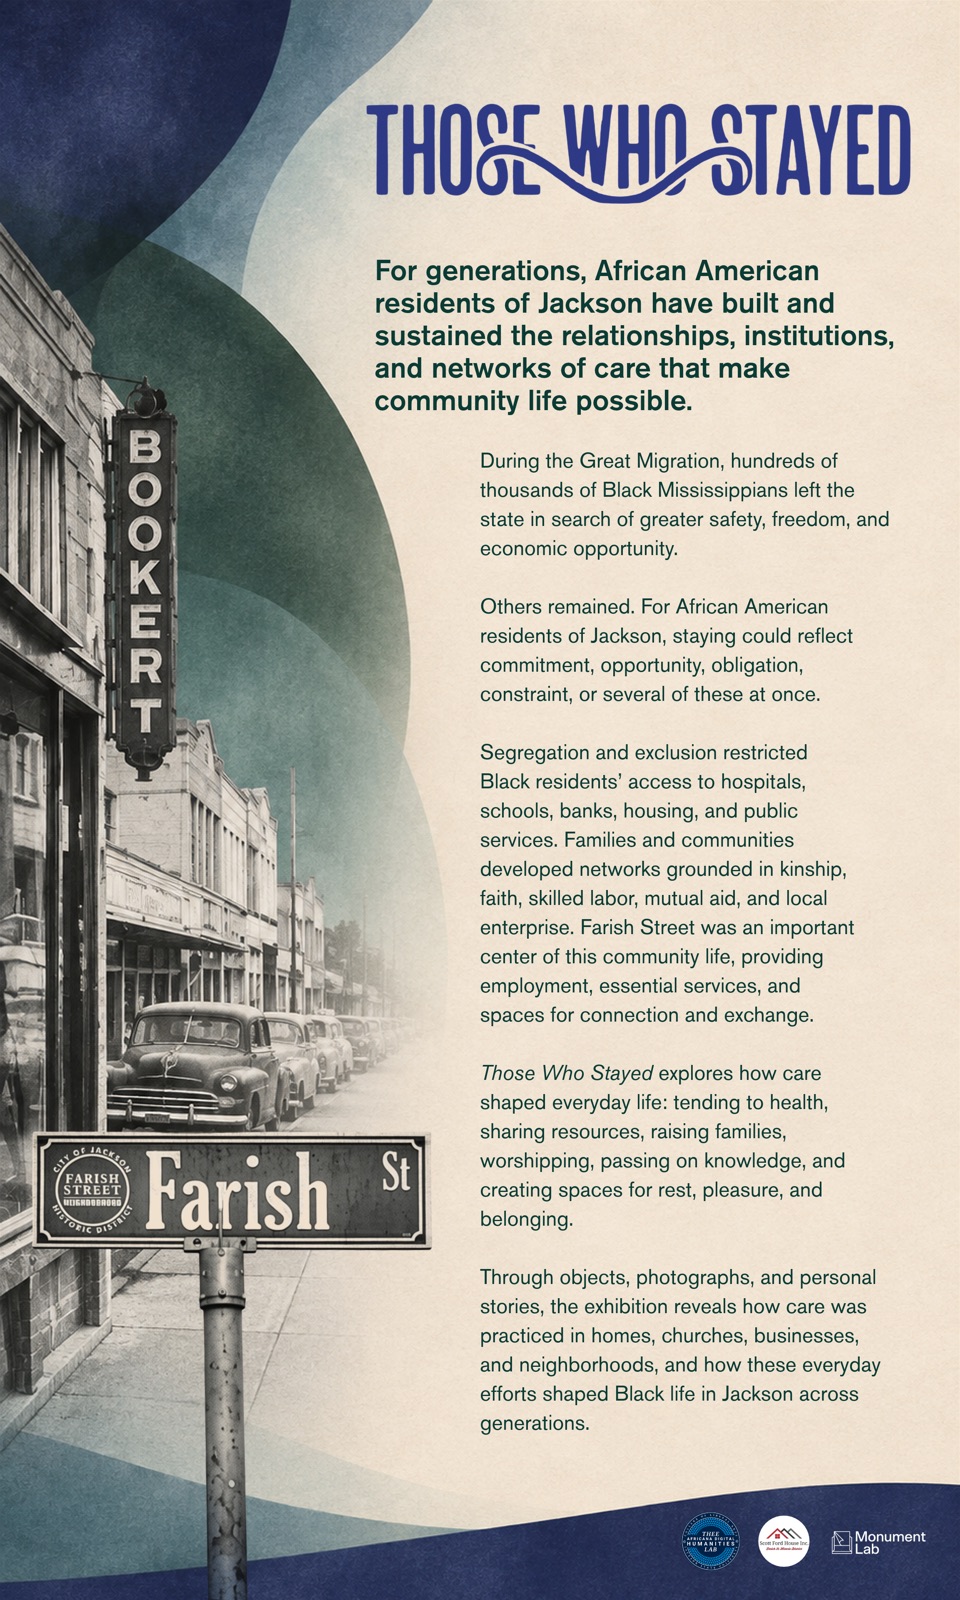 THOSE WHO STAYED
For generations, African American
residents of Jackson have built and
sustained the relationships, institutions,
and networks of care that make
community life possible.
During the Great Migration, hundreds of
thousands of Black Mississippians left the
state in search of greater safety, freedom, and
economic opportunity.
Others remained. For African American
residents of Jackson, staying could reflect
commitment, opportunity, obligation,
constraint, or several of these at once.
Segregation and exclusion restricted
Black residents’ access to hospitals,
schools, banks, housing, and public
services. Families and communities
developed networks grounded in kinship,
faith, skilled labor, mutual aid, and local
enterprise. Farish Street was an important
center of this community life, providing
employment, essential services, and
spaces for connection and exchange.
Those Who Stayed explores how care
shaped everyday life: tending to health,
sharing resources, raising families,
worshipping, passing on knowledge, and
creating spaces for rest, pleasure, and
belonging.
Through objects, photographs, and personal
stories, the exhibition reveals how care was
practiced in homes, churches, businesses,
and neighborhoods, and how these everyday
efforts shaped Black life in Jackson across
generations.
BOOKERT
CITY OF JACKSON
FARISH
STREET
HISTORIC DISTRICT
Farish St
THEE
AFRICANA DIGITAL
HUMANITIES
LAB
Scott Ford House Inc.
Monument
Lab